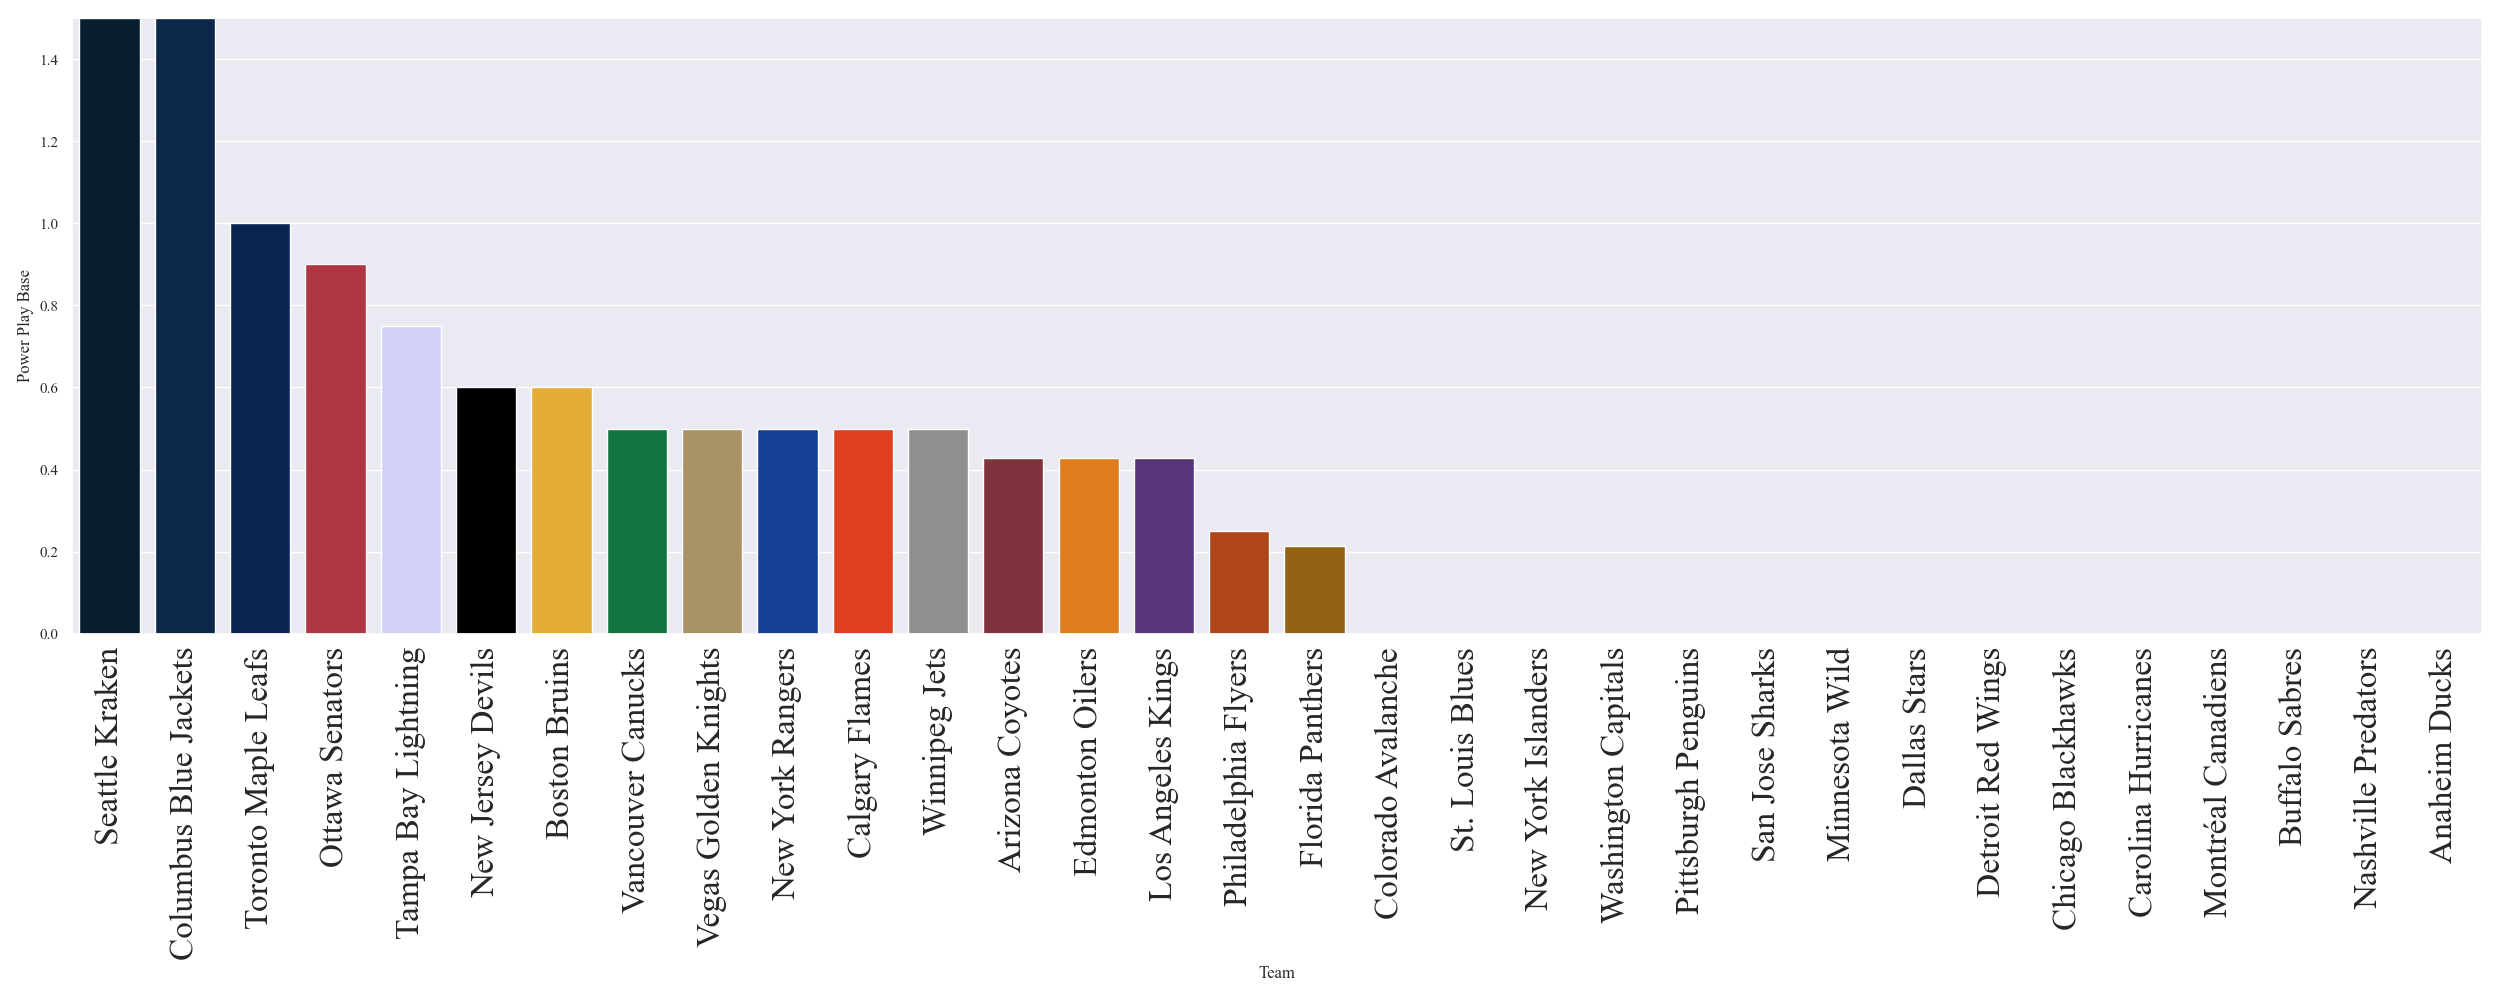 1.4
1.2
1.0
0.8
0.6
0.4
0.2
0.0
Power Play Base
Seattle Kraken
Columbus Blue Jackets
Toronto Maple Leafs
Ottawa Senators
Tampa Bay Lightning
New Jersey Devils
Boston Bruins
Vancouver Canucks
Vegas Golden Knights
New York Rangers
Calgary Flames
Winnipeg Jets
Arizona Coyotes
Edmonton Oilers
Los Angeles Kings
Philadelphia Flyers
Florida Panthers
Colorado Avalanche
St. Louis Blues
New York Islanders
Washington Capitals
Pittsburgh Penguins
San Jose Sharks
Minnesota Wild
Dallas Stars
Detroit Red Wings
Chicago Blackhawks
Carolina Hurricanes
Montréal Canadiens
Buffalo Sabres
Nashville Predators
Anaheim Ducks
Team